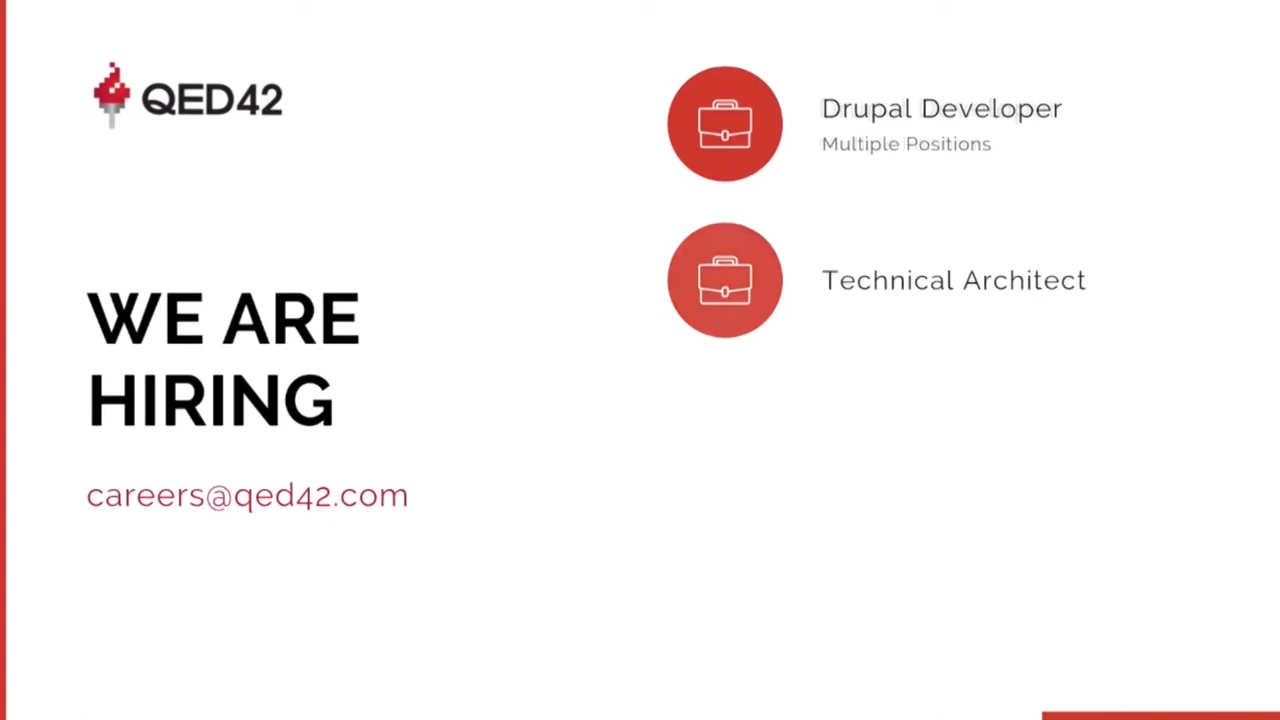 QED42
WE ARE
HIRING
careers@qed42.com
Drupal Developer
Multiple Positions
Technical Architect